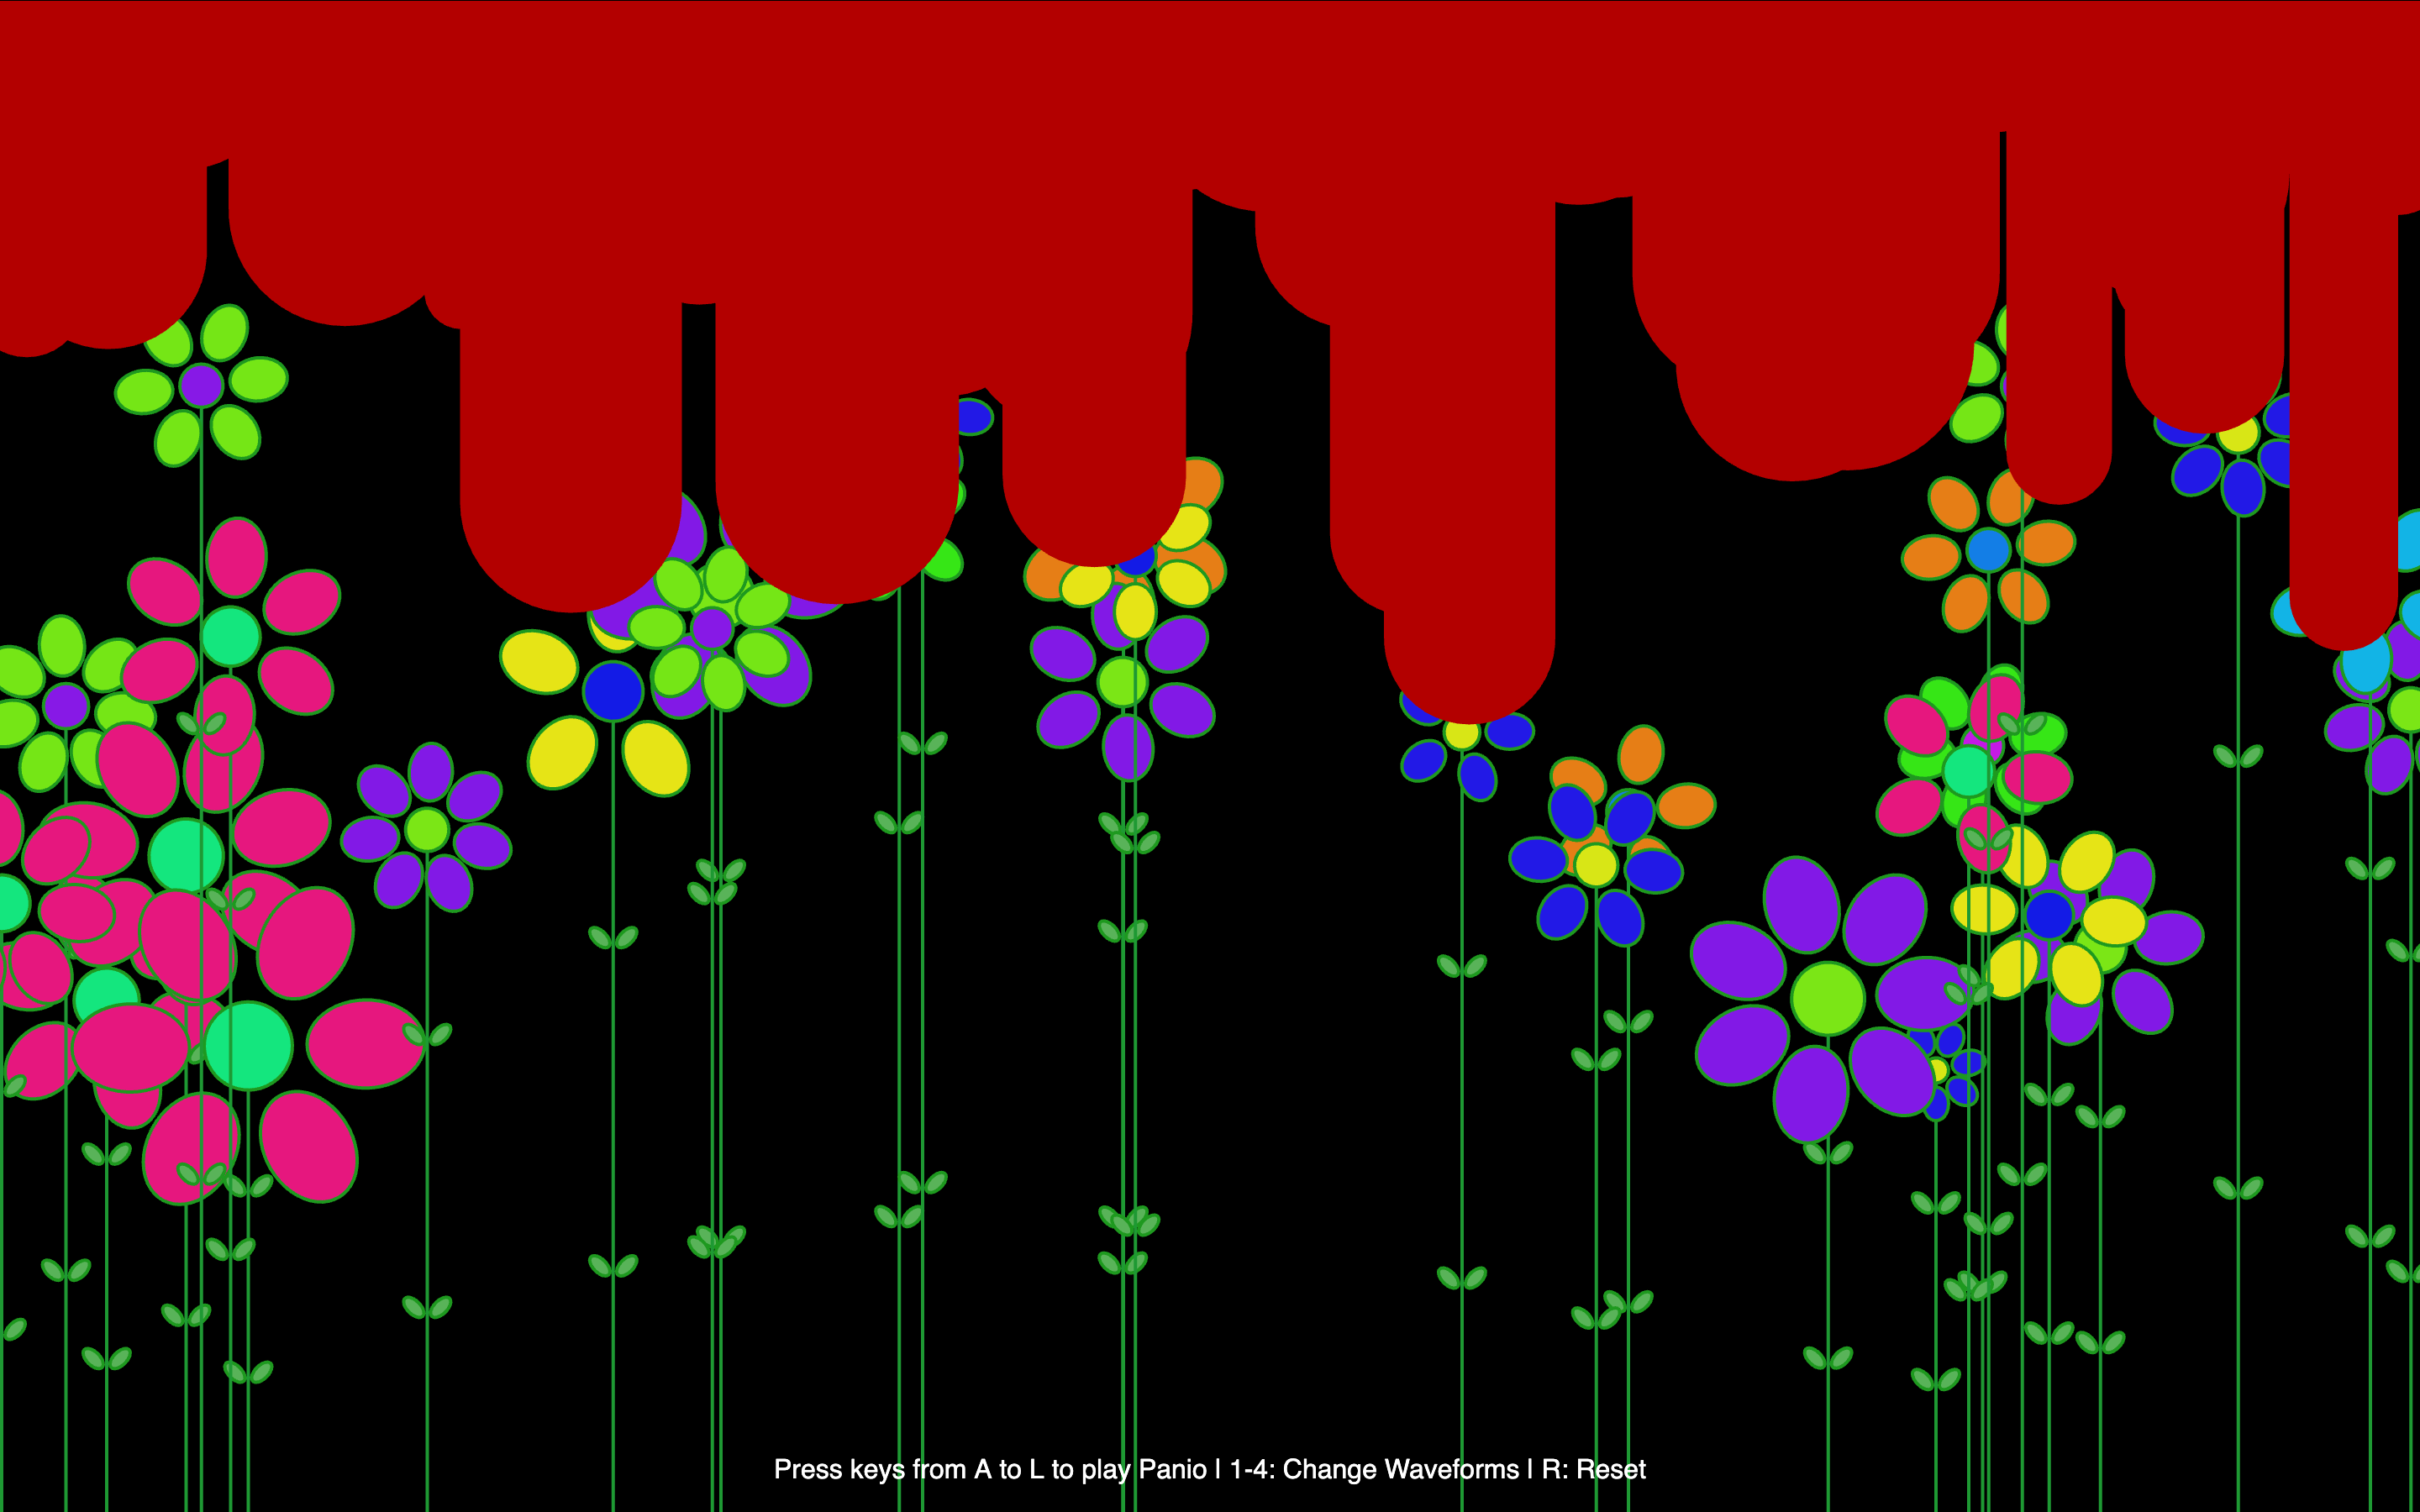 Press keys from A to L to play Panio | 1-4: Change Waveforms | R: Reset